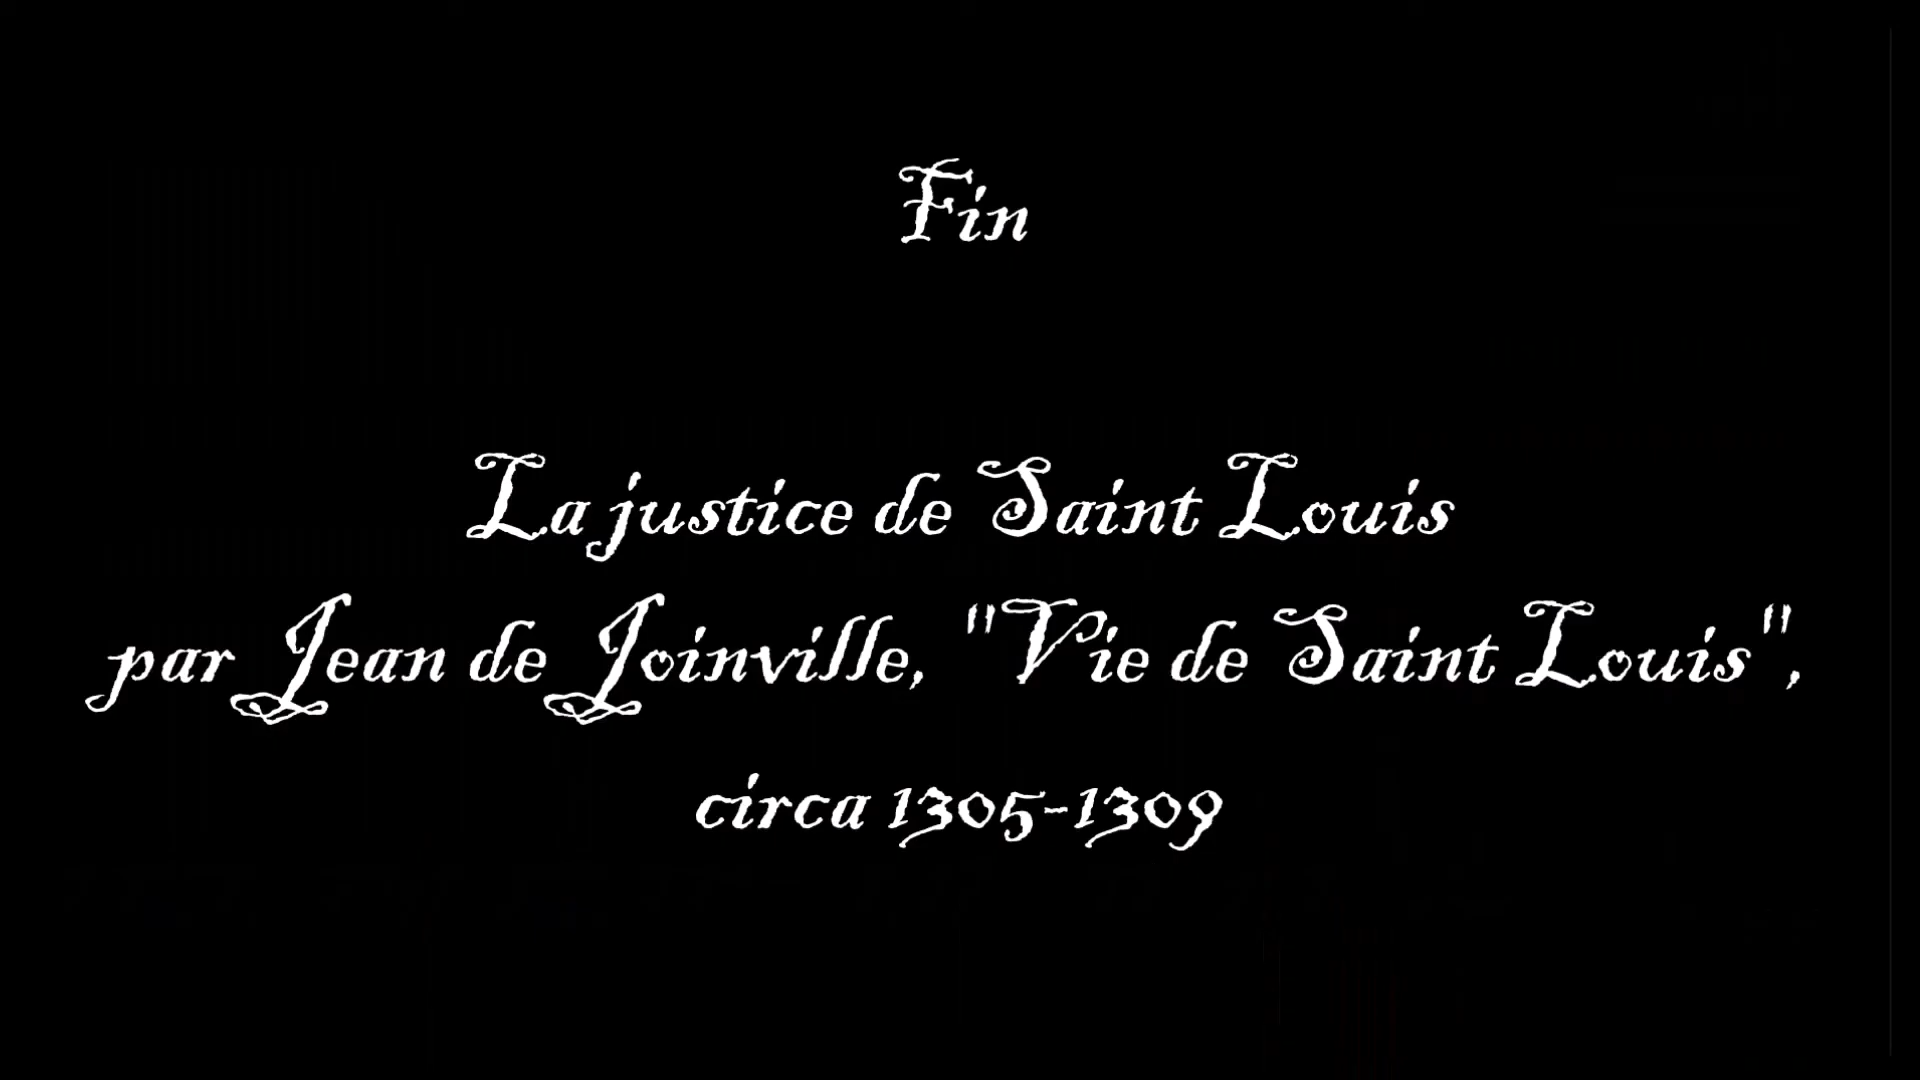 Fin
La justice de Saint Louis
par Jean de Joinville, "Vie de Saint Louis",
circa 1305-1309